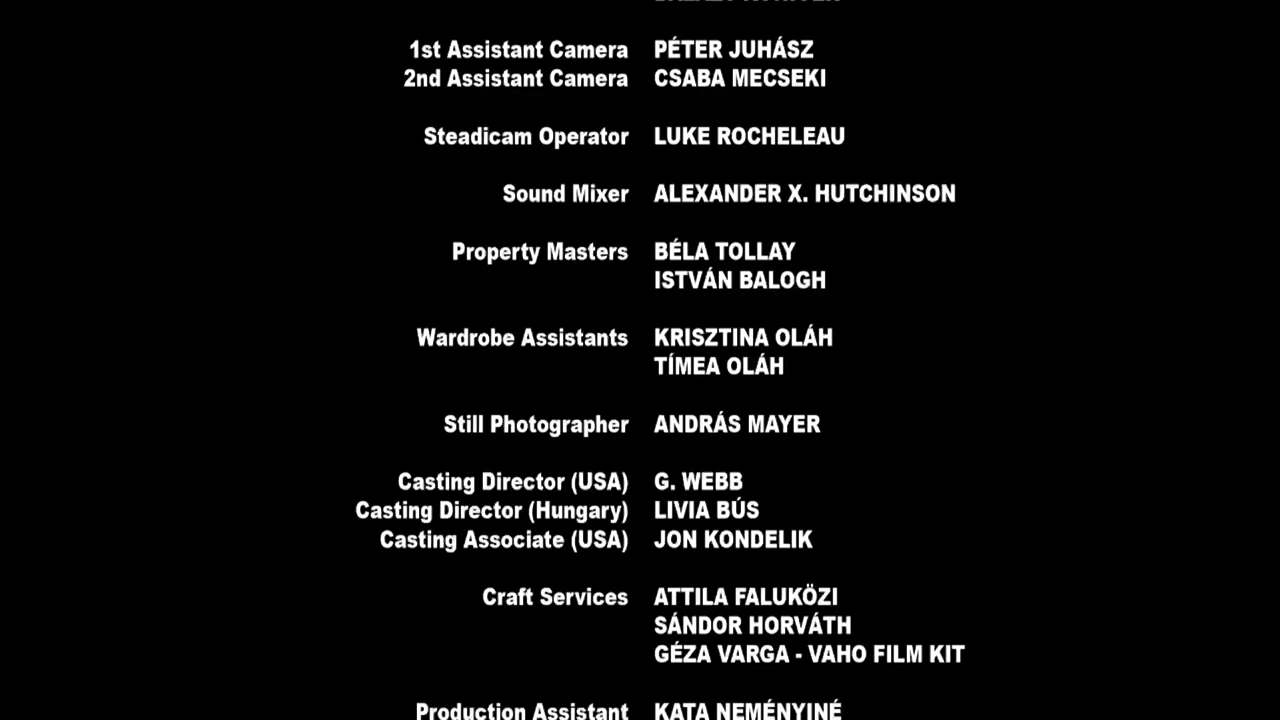 1st Assistant Camera PÉTER JUHÁSZ
2nd Assistant Camera CSABA MECSEKI
Steadicam Operator LUKE ROCHELEAU
Sound Mixer ALEXANDER X. HUTCHINSON
Property Masters BÉLA TOLLAY
ISTVÁN BALOGH
Wardrobe Assistants KRISZTINA OLÁH
TÍMEA OLÁH
Still Photographer ANDRÁS MAYER
Casting Director (USA) G. WEBB
Casting Director (Hungary) LIVIA BÚS
Casting Associate (USA) JON KONDELIK
Craft Services ATTILA FALUKÖZI
SÁNDOR HORVÁTH
GÉZA VARGA - VAHO FILM KIT
Production Assistant KATA NEMÉNYINÉ